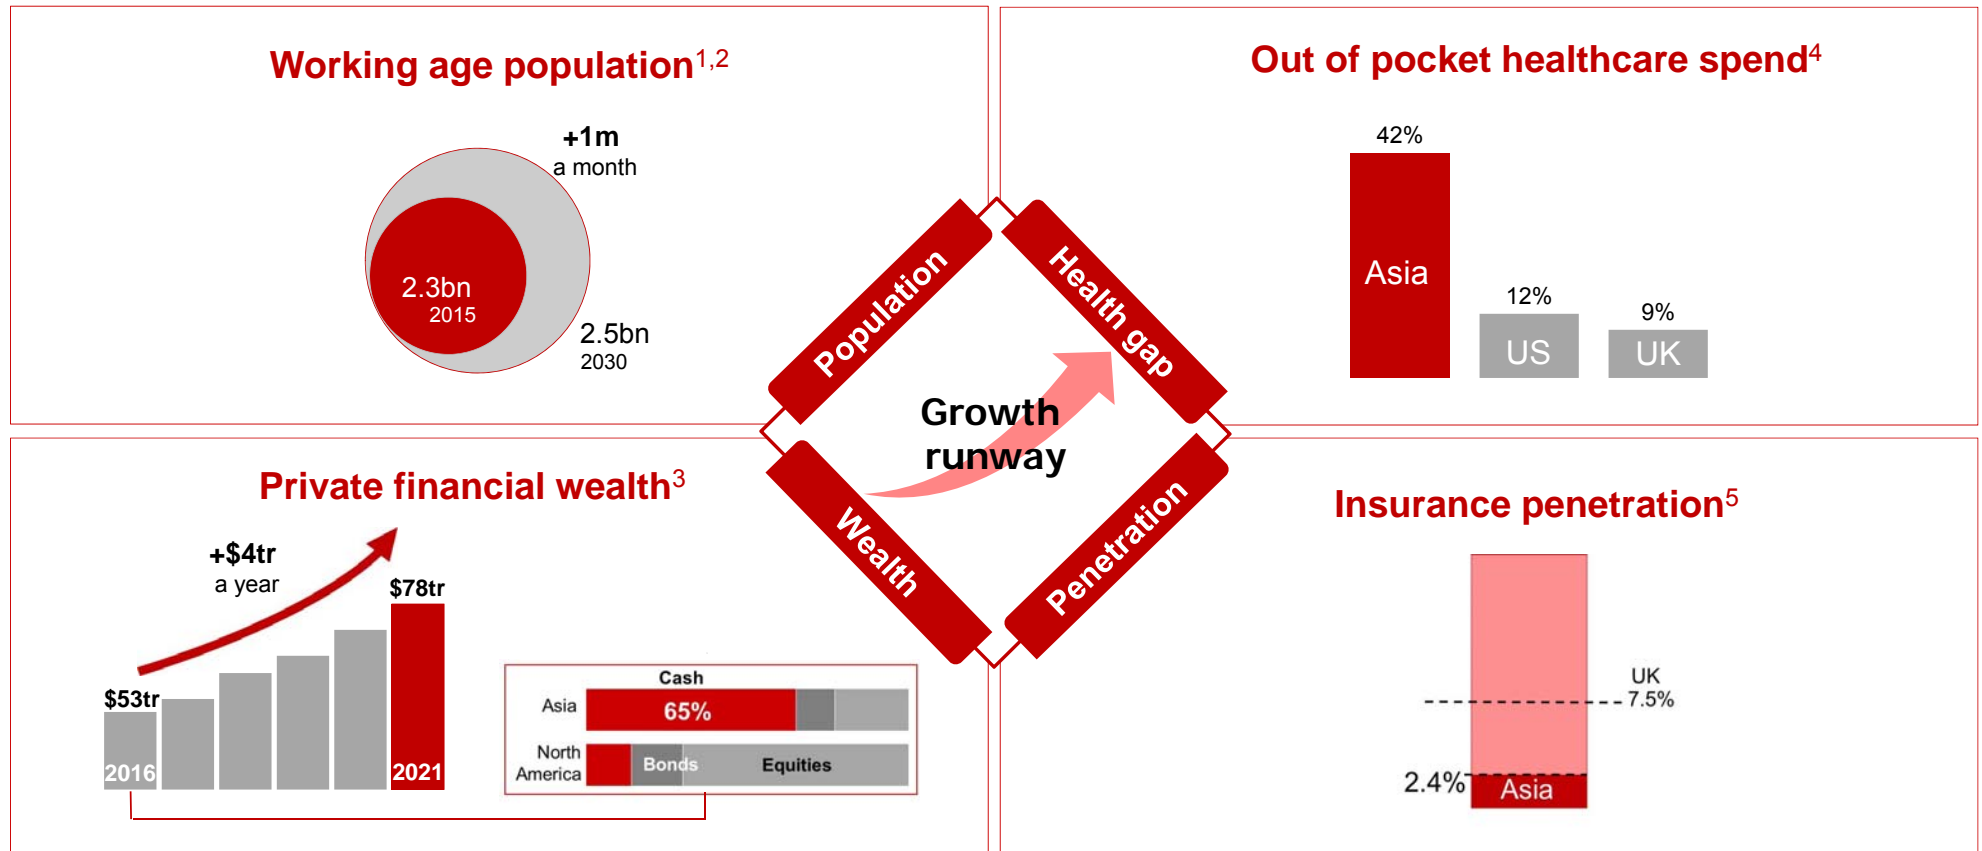 Working age population1,2
+1m
a month
2.3bn
2015
2.5bn
2030
Out of pocket healthcare spend4
42%
Asia
12%
US
9%
UK
Population
Health gap
Growth
runway
Wealth
Penetration
Private financial wealth3
+$4tr
a year
$53tr
2016
$78tr
2021
Cash
Asia
65%
North
America
Bonds
Equities
Insurance penetration5
UK
7.5%
2.4%
Asia